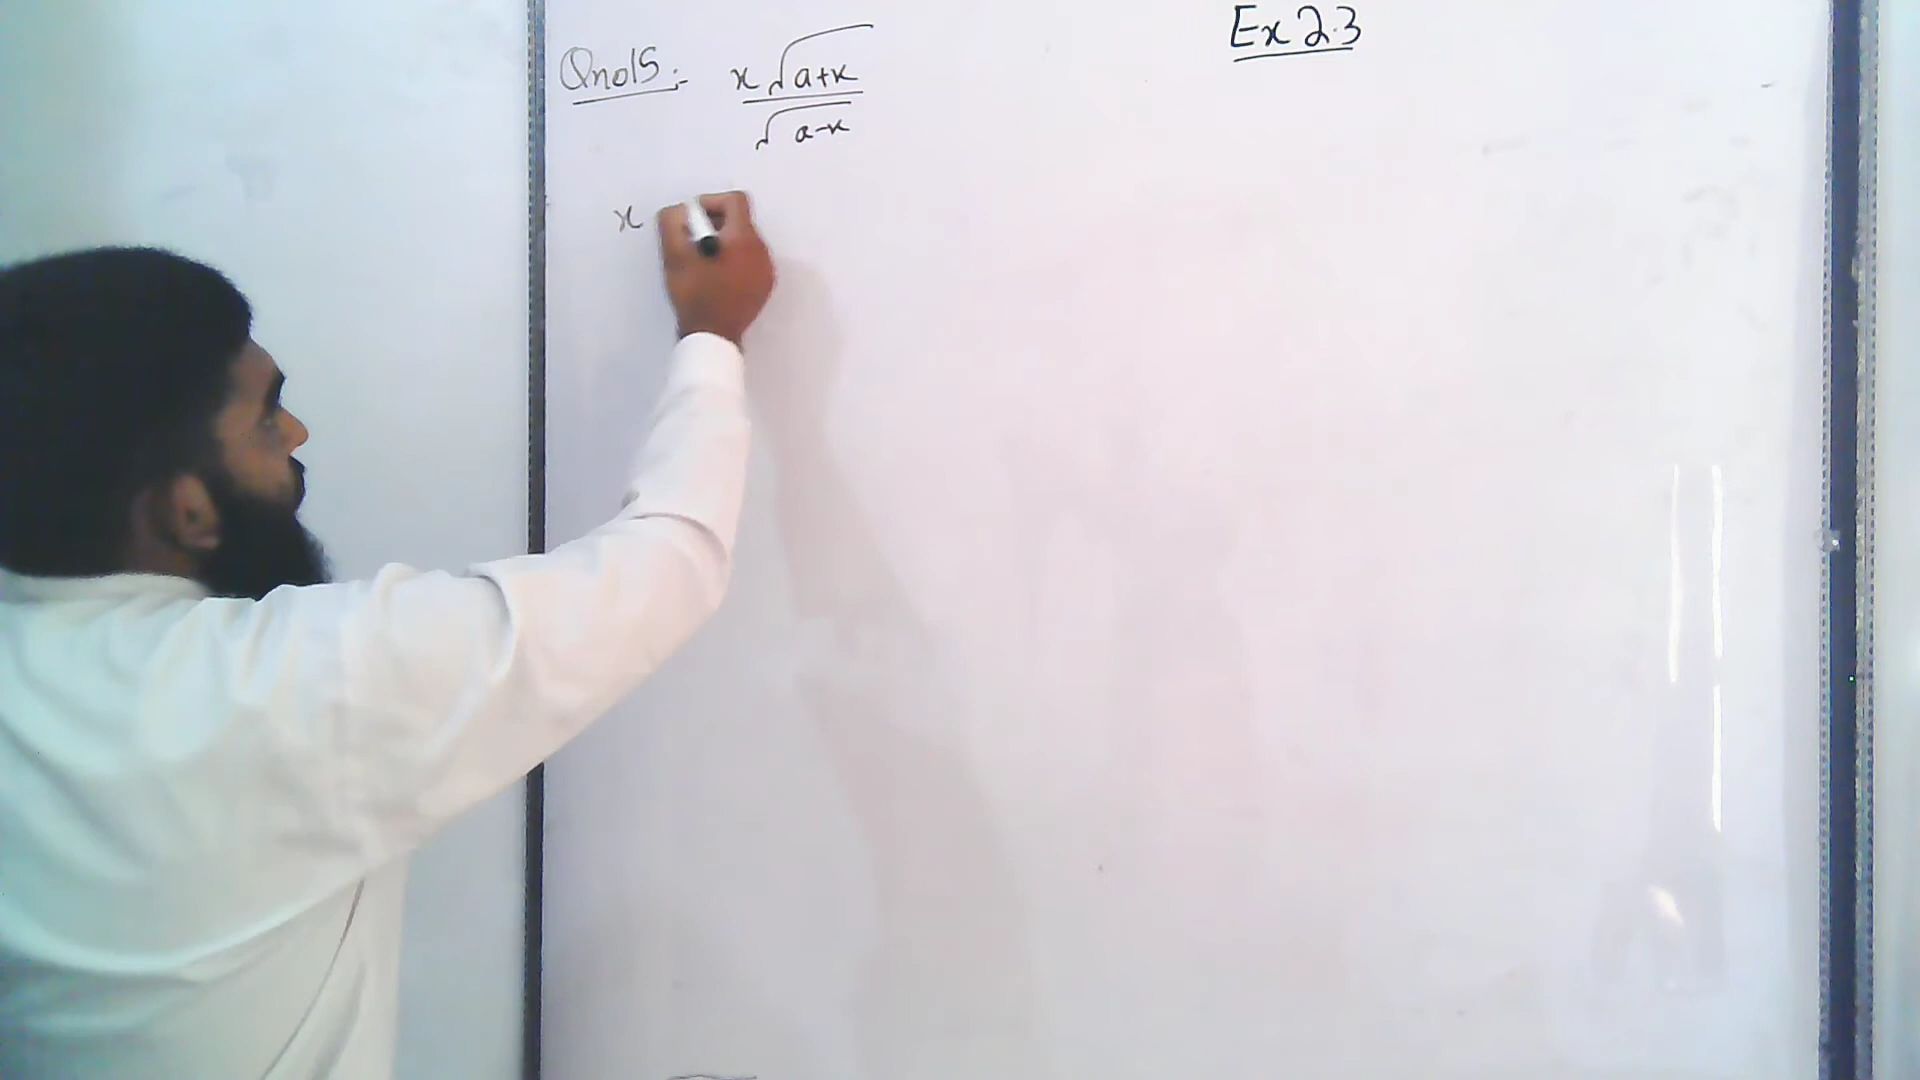 Ex 2.3
Qno15:- x√(a+x) / √(a-x)
x